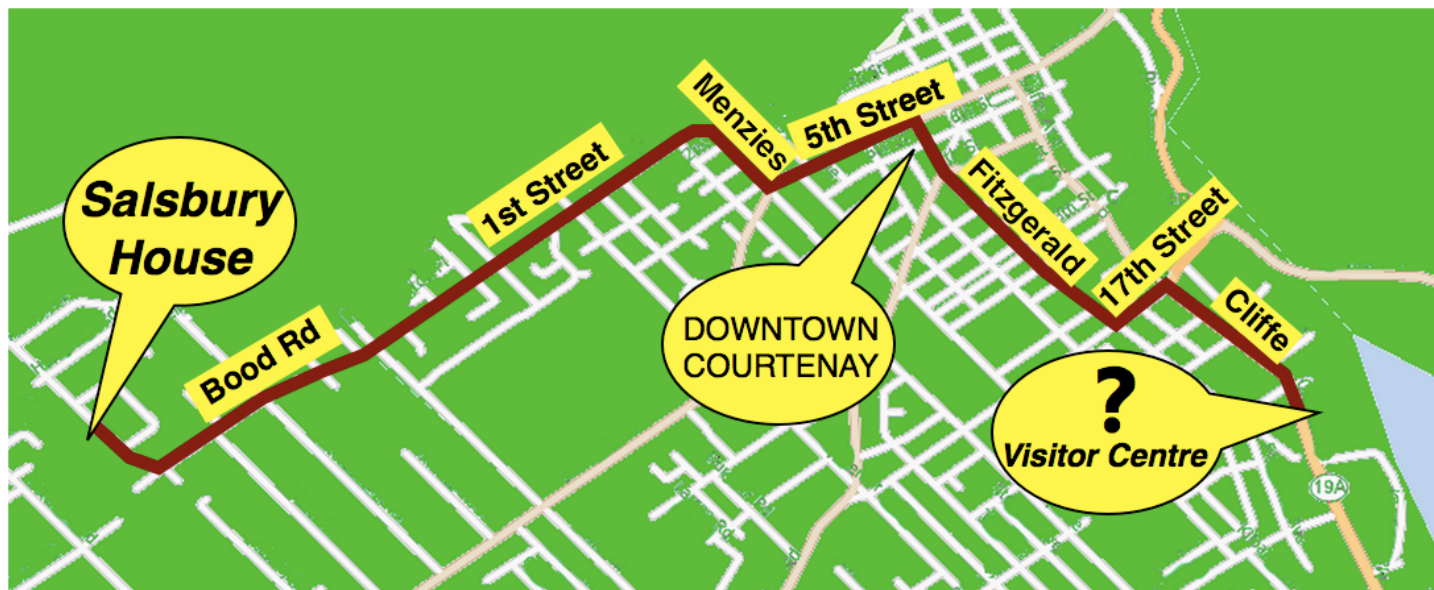 Salsbury
House
Bood Rd
1st Street
Menzies
5th Street
DOWNTOWN
COURTENAY
Fitzgerald
17th Street
Cliffe
?
Visitor Centre
19A